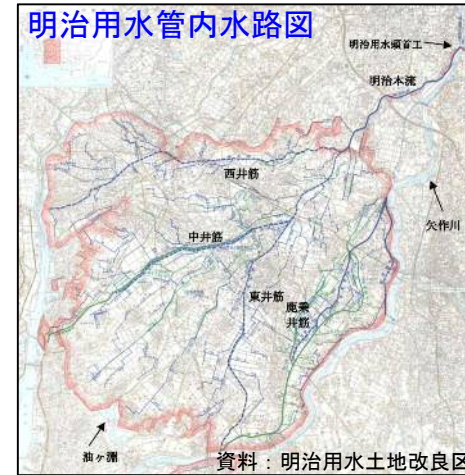 明治用水管内水路図
明治用水頭首工
明治本流
西井筋
矢作川
中井筋
東井筋
鹿乗
井筋
油ヶ淵
資料：明治用水土地改良区